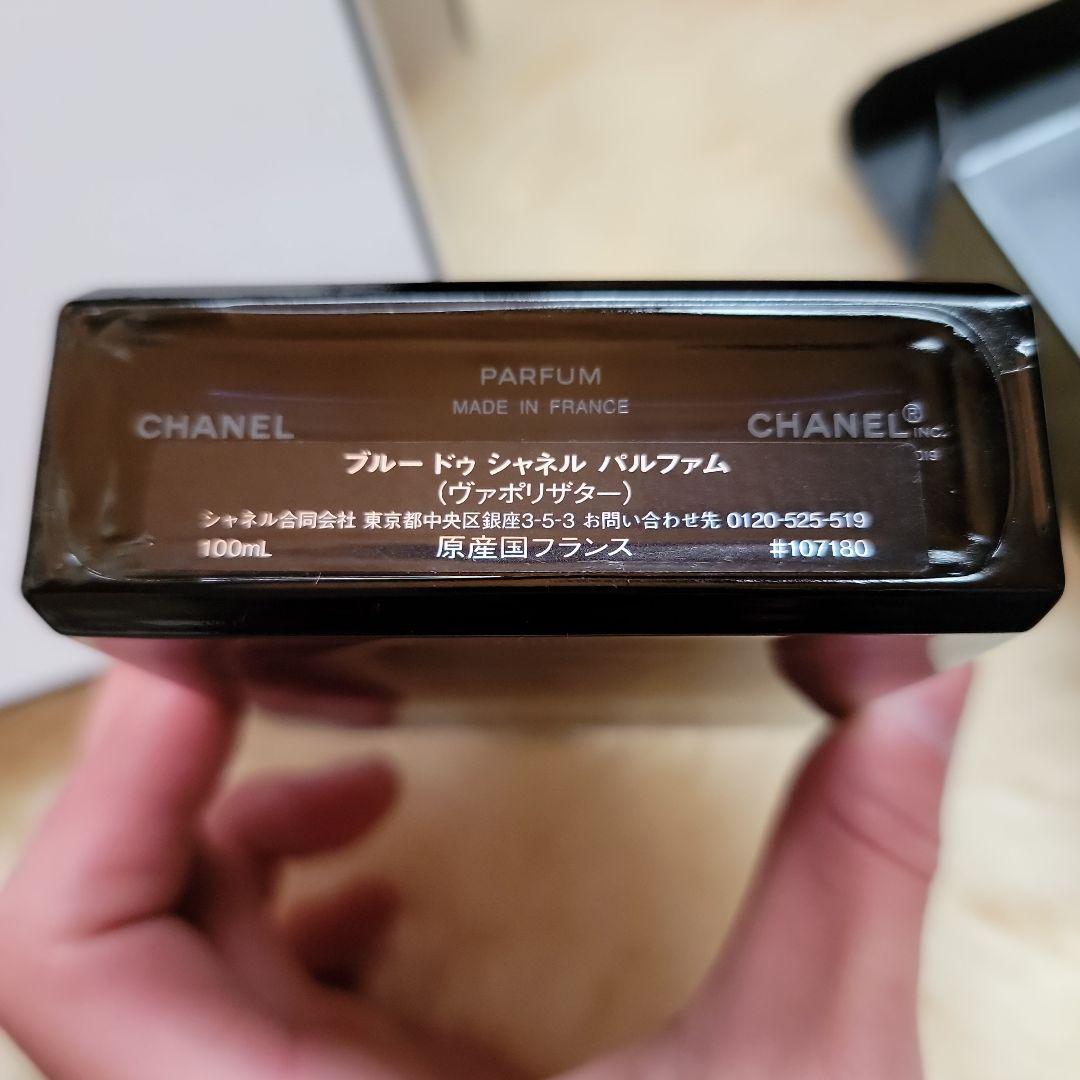 PARFUM
MADE IN FRANCE
CHANEL
CHANEL®
INC.
ブルー ドゥ シャネル パルファム
(ヴァポリザター)
シャネル合同会社 東京都中央区銀座3-5-3 お問い合わせ先 0120-525-519
100mL 原産国フランス #107180